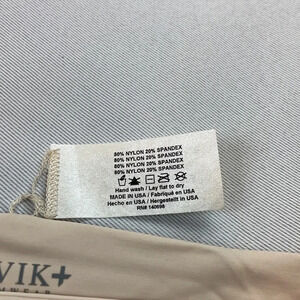 80% NYLON 20% SPANDEX
80% NYLON 20% SPANDEX
80% NYLON 20% SPANDEX
80% NYLON 20% SPANDEX
Hand wash / Lay flat to dry
Made in USA / Fabriqué en USA
Hecho en USA / Hergestellt in USA
RN# 140698
VIK+